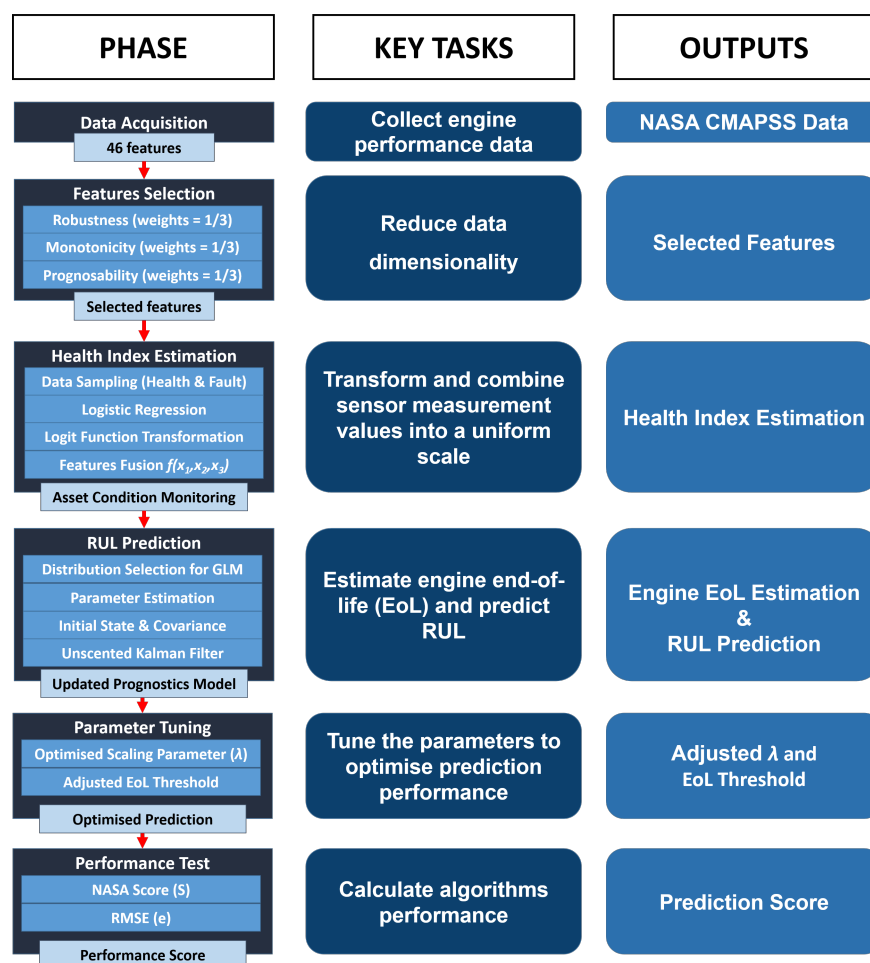 PHASE
KEY TASKS
OUTPUTS
Data Acquisition
46 features
Collect engine
performance data
NASA CMAPSS Data
Features Selection
Robustness (weights = 1/3)
Monotonicity (weights = 1/3)
Prognosability (weights = 1/3)
Selected features
Reduce data
dimensionality
Selected Features
Health Index Estimation
Data Sampling (Health & Fault)
Logistic Regression
Logit Function Transformation
Features Fusion f(x₁,x₂,x₃)
Asset Condition Monitoring
Transform and combine
sensor measurement
values into a uniform
scale
Health Index Estimation
RUL Prediction
Distribution Selection for GLM
Parameter Estimation
Initial State & Covariance
Unscented Kalman Filter
Updated Prognostics Model
Estimate engine end-of-
life (EoL) and predict
RUL
Engine EoL Estimation
&
RUL Prediction
Parameter Tuning
Optimised Scaling Parameter (λ)
Adjusted EoL Threshold
Optimised Prediction
Tune the parameters to
optimise prediction
performance
Adjusted λ and
EoL Threshold
Performance Test
NASA Score (S)
RMSE (e)
Performance Score
Calculate algorithms
performance
Prediction Score